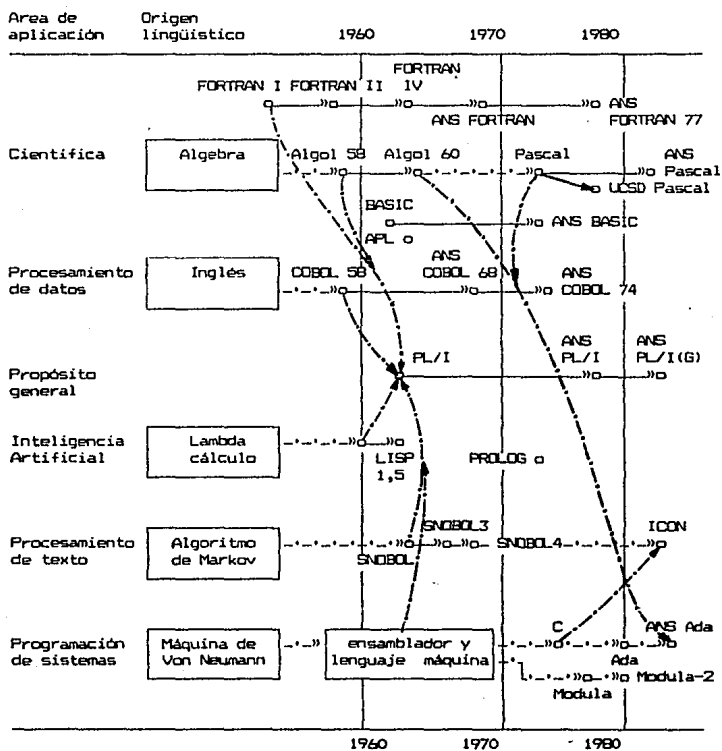 Area de Origen
aplicación lingüístico 1960 1970 1980
FORTRAN
FORTRAN I FORTRAN II IV
ANS
ANS FORTRAN FORTRAN 77
Científica Algebra Algol 58 Algol 60 Pascal ANS
Pascal
UCSD Pascal
BASIC
ANS BASIC
APL
Procesamiento Inglés COBOL 58 ANS ANS
de datos COBOL 68 COBOL 74
ANS ANS
PL/I PL/I PL/I(G)
Propósito
general
Inteligencia Lambda
Artificial cálculo LISP PROLOG
1,5
SNOBOL3 ICON
Procesamiento Algoritmo SNOBOL4
de texto de Markov SNOBOL
C ANS Ada
Programación Máquina de ensamblador y
de sistemas Von Neumann lenguaje máquina Ada
Modula-2
Modula
1960 1970 1980